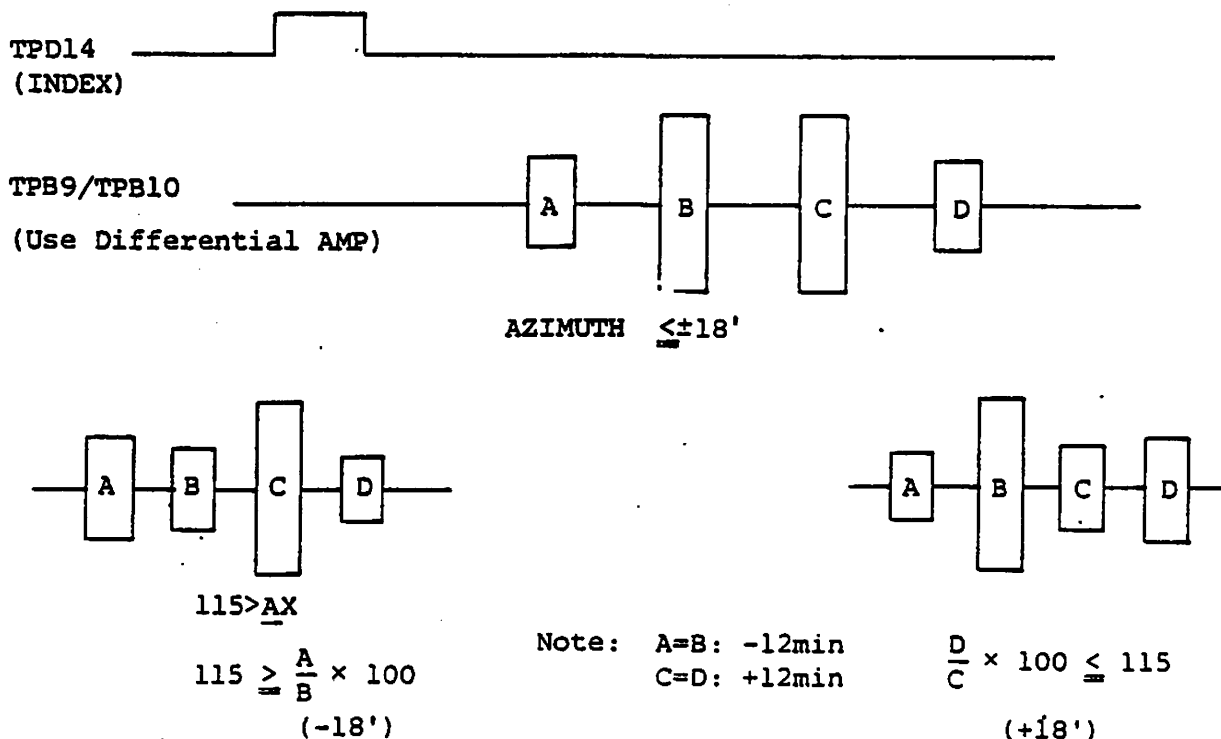 TPD14
(INDEX)
TPB9/TPB10
(Use Differential AMP)
A B C D
AZIMUTH ≤±18'
A B C D
A B C D
115>AX
115 ≥ A/B × 100
(-18')
Note: A=B: -12min
C=D: +12min
D/C × 100 ≤ 115
(+18')